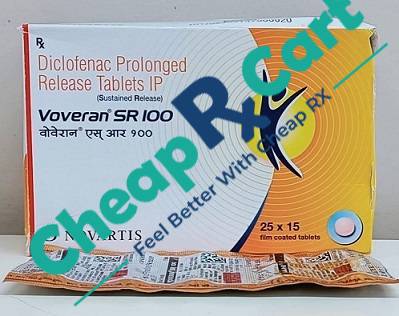 Rx
Diclofenac Prolonged
Release Tablets IP
(Sustained Release)
Voveran® SR 100
वोवेरान® एस् आर १००
NOVARTIS
25 x 15
film coated tablets
Cheap Rx Cart
Feel Better With Cheap RX